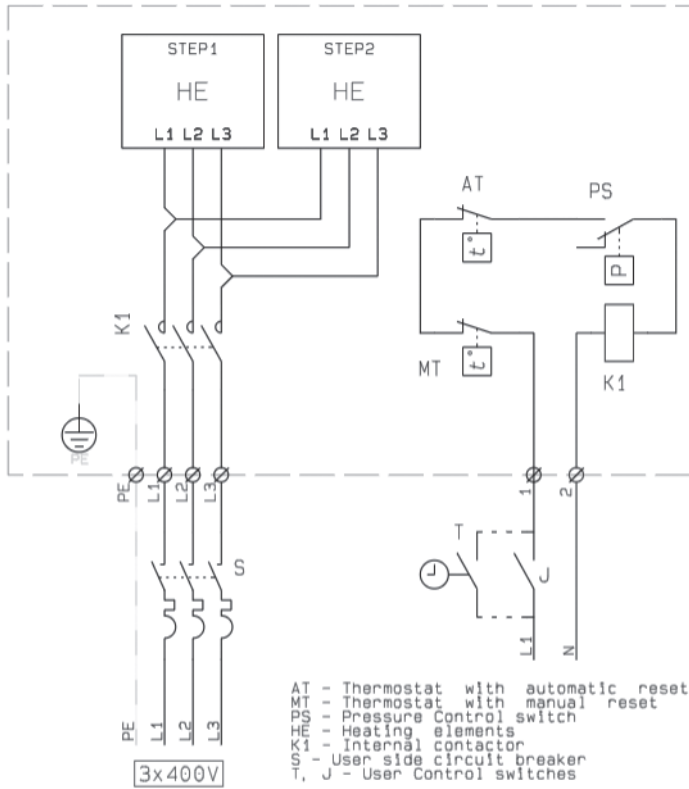 STEP1
STEP2
HE
HE
L1 L2 L3
L1 L2 L3
AT
PS
t°
P
K1
MT
t°
K1
PE
PE
L1
L2
L3
1
2
T
S
J
L1
N
PE
L1
L2
L3
3x400V
AT - Thermostat with automatic reset
MT - Thermostat with manual reset
PS - Pressure Control switch
HE - Heating elements
K1 - Internal contactor
S - User side circuit breaker
T, J - User Control switches